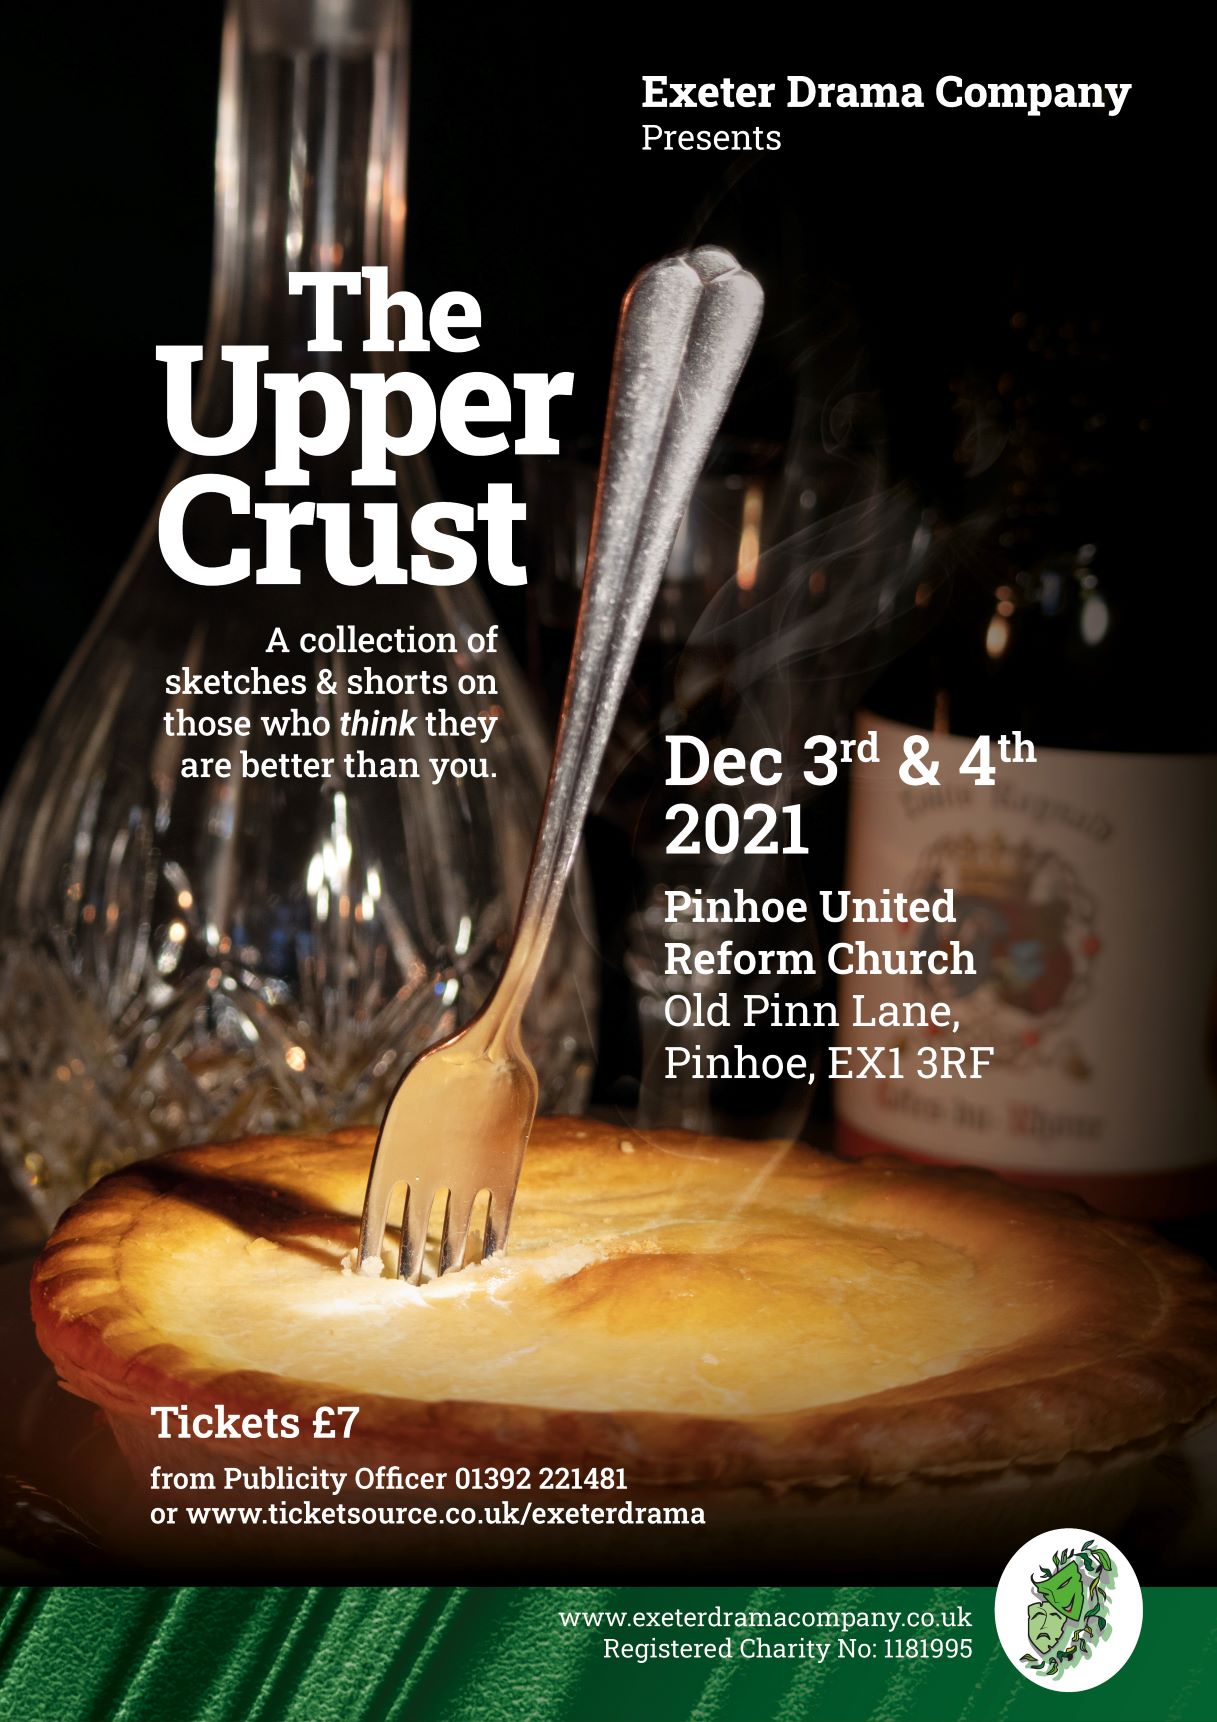 Exeter Drama Company
Presents
The
Upper
Crust
A collection of
sketches & shorts on
those who think they
are better than you.
Dec 3rd & 4th
2021
Pinhoe United
Reform Church
Old Pinn Lane,
Pinhoe, EX1 3RF
Tickets £7
from Publicity Officer 01392 221481
or www.ticketsource.co.uk/exeterdrama
www.exeterdramacompany.co.uk
Registered Charity No: 1181995